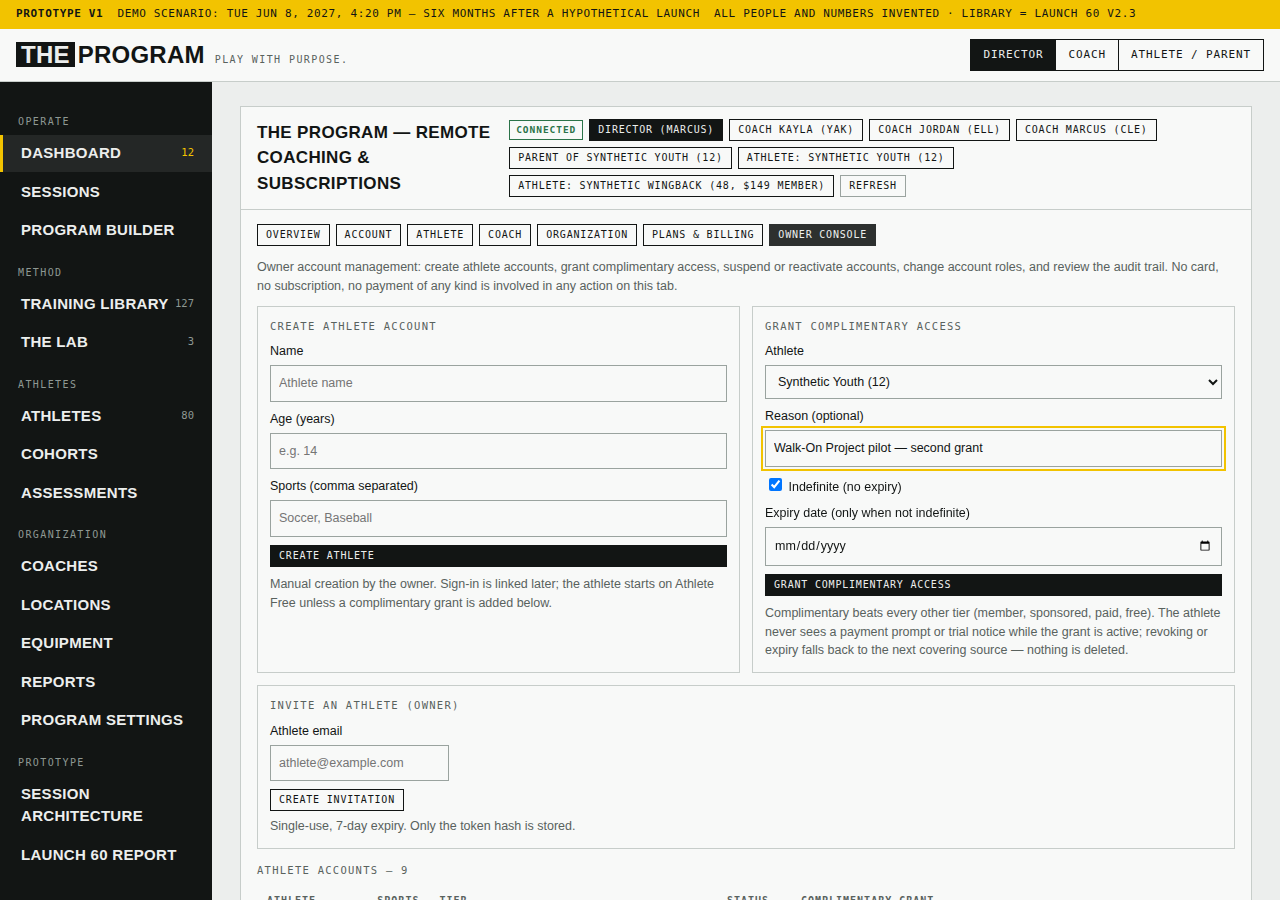 PROTOTYPE V1 DEMO SCENARIO: TUE JUN 8, 2027, 4:20 PM — SIX MONTHS AFTER A HYPOTHETICAL LAUNCH ALL PEOPLE AND NUMBERS INVENTED · LIBRARY = LAUNCH 60 V2.3
THE PROGRAM PLAY WITH PURPOSE.
DIRECTOR COACH ATHLETE / PARENT
OPERATE
DASHBOARD 12
SESSIONS
PROGRAM BUILDER
METHOD
TRAINING LIBRARY 127
THE LAB 3
ATHLETES
ATHLETES 80
COHORTS
ASSESSMENTS
ORGANIZATION
COACHES
LOCATIONS
EQUIPMENT
REPORTS
PROGRAM SETTINGS
PROTOTYPE
SESSION
ARCHITECTURE
LAUNCH 60 REPORT
THE PROGRAM — REMOTE
COACHING &
SUBSCRIPTIONS
CONNECTED DIRECTOR (MARCUS) COACH KAYLA (YAK) COACH JORDAN (ELL) COACH MARCUS (CLE)
PARENT OF SYNTHETIC YOUTH (12) ATHLETE: SYNTHETIC YOUTH (12)
ATHLETE: SYNTHETIC WINGBACK (48, $149 MEMBER) REFRESH
OVERVIEW ACCOUNT ATHLETE COACH ORGANIZATION PLANS & BILLING OWNER CONSOLE
Owner account management: create athlete accounts, grant complimentary access, suspend or reactivate accounts, change account roles, and review the audit trail. No card,
no subscription, no payment of any kind is involved in any action on this tab.
CREATE ATHLETE ACCOUNT
Name
Athlete name
Age (years)
e.g. 14
Sports (comma separated)
Soccer, Baseball
CREATE ATHLETE
Manual creation by the owner. Sign-in is linked later; the athlete starts on Athlete
Free unless a complimentary grant is added below.
GRANT COMPLIMENTARY ACCESS
Athlete
Synthetic Youth (12)
Reason (optional)
Walk-On Project pilot — second grant
Indefinite (no expiry)
Expiry date (only when not indefinite)
mm/dd/yyyy
GRANT COMPLIMENTARY ACCESS
Complimentary beats every other tier (member, sponsored, paid, free). The athlete
never sees a payment prompt or trial notice while the grant is active; revoking or
expiry falls back to the next covering source — nothing is deleted.
INVITE AN ATHLETE (OWNER)
Athlete email
athlete@example.com
CREATE INVITATION
Single-use, 7-day expiry. Only the token hash is stored.
ATHLETE ACCOUNTS — 9
ATHLETE SPORTS TIER STATUS COMPLIMENTARY GRANT